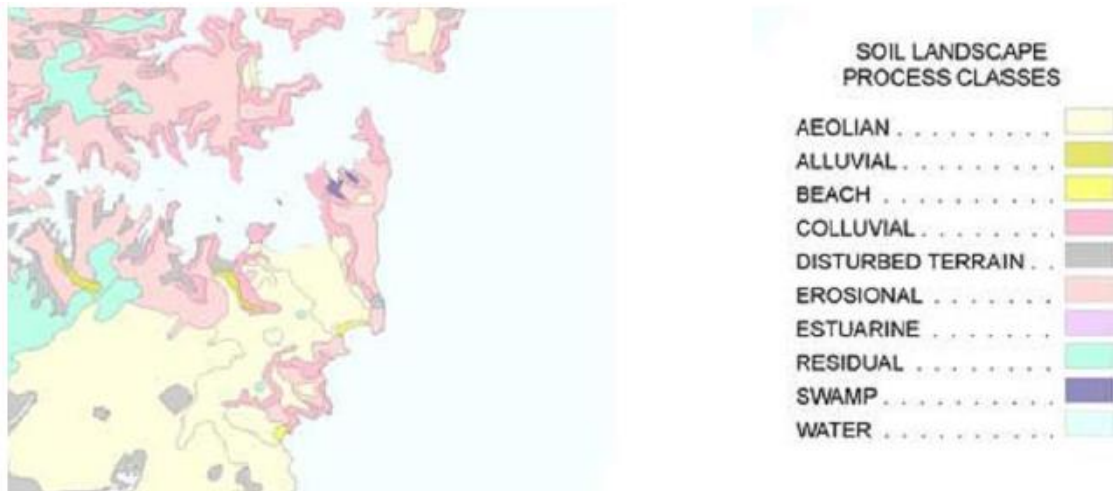 SOIL LANDSCAPE
PROCESS CLASSES
AEOLIAN . . . . . . . . .
ALLUVIAL . . . . . . . . .
BEACH . . . . . . . . . .
COLLUVIAL . . . . . . . .
DISTURBED TERRAIN . .
EROSIONAL . . . . . . .
ESTUARINE . . . . . . .
RESIDUAL . . . . . . . .
SWAMP . . . . . . . . . .
WATER . . . . . . . . . .